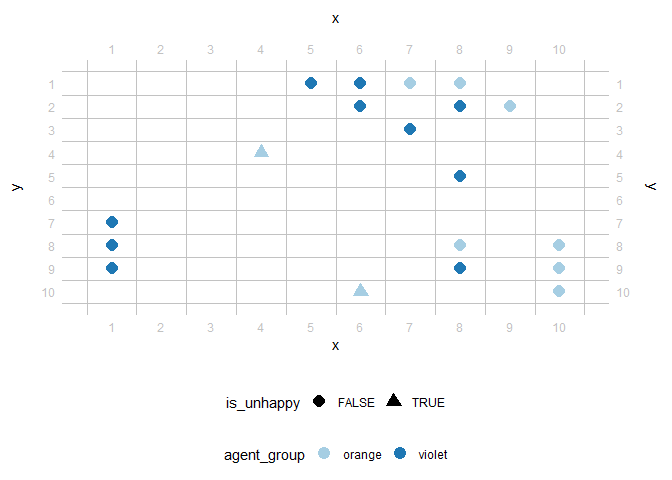 x
1 2 3 4 5 6 7 8 9 10
1 1
2 2
3 3
4 4
5 5
y y
6 6
7 7
8 8
9 9
10 10
1 2 3 4 5 6 7 8 9 10
x
is_unhappy FALSE TRUE
agent_group orange violet